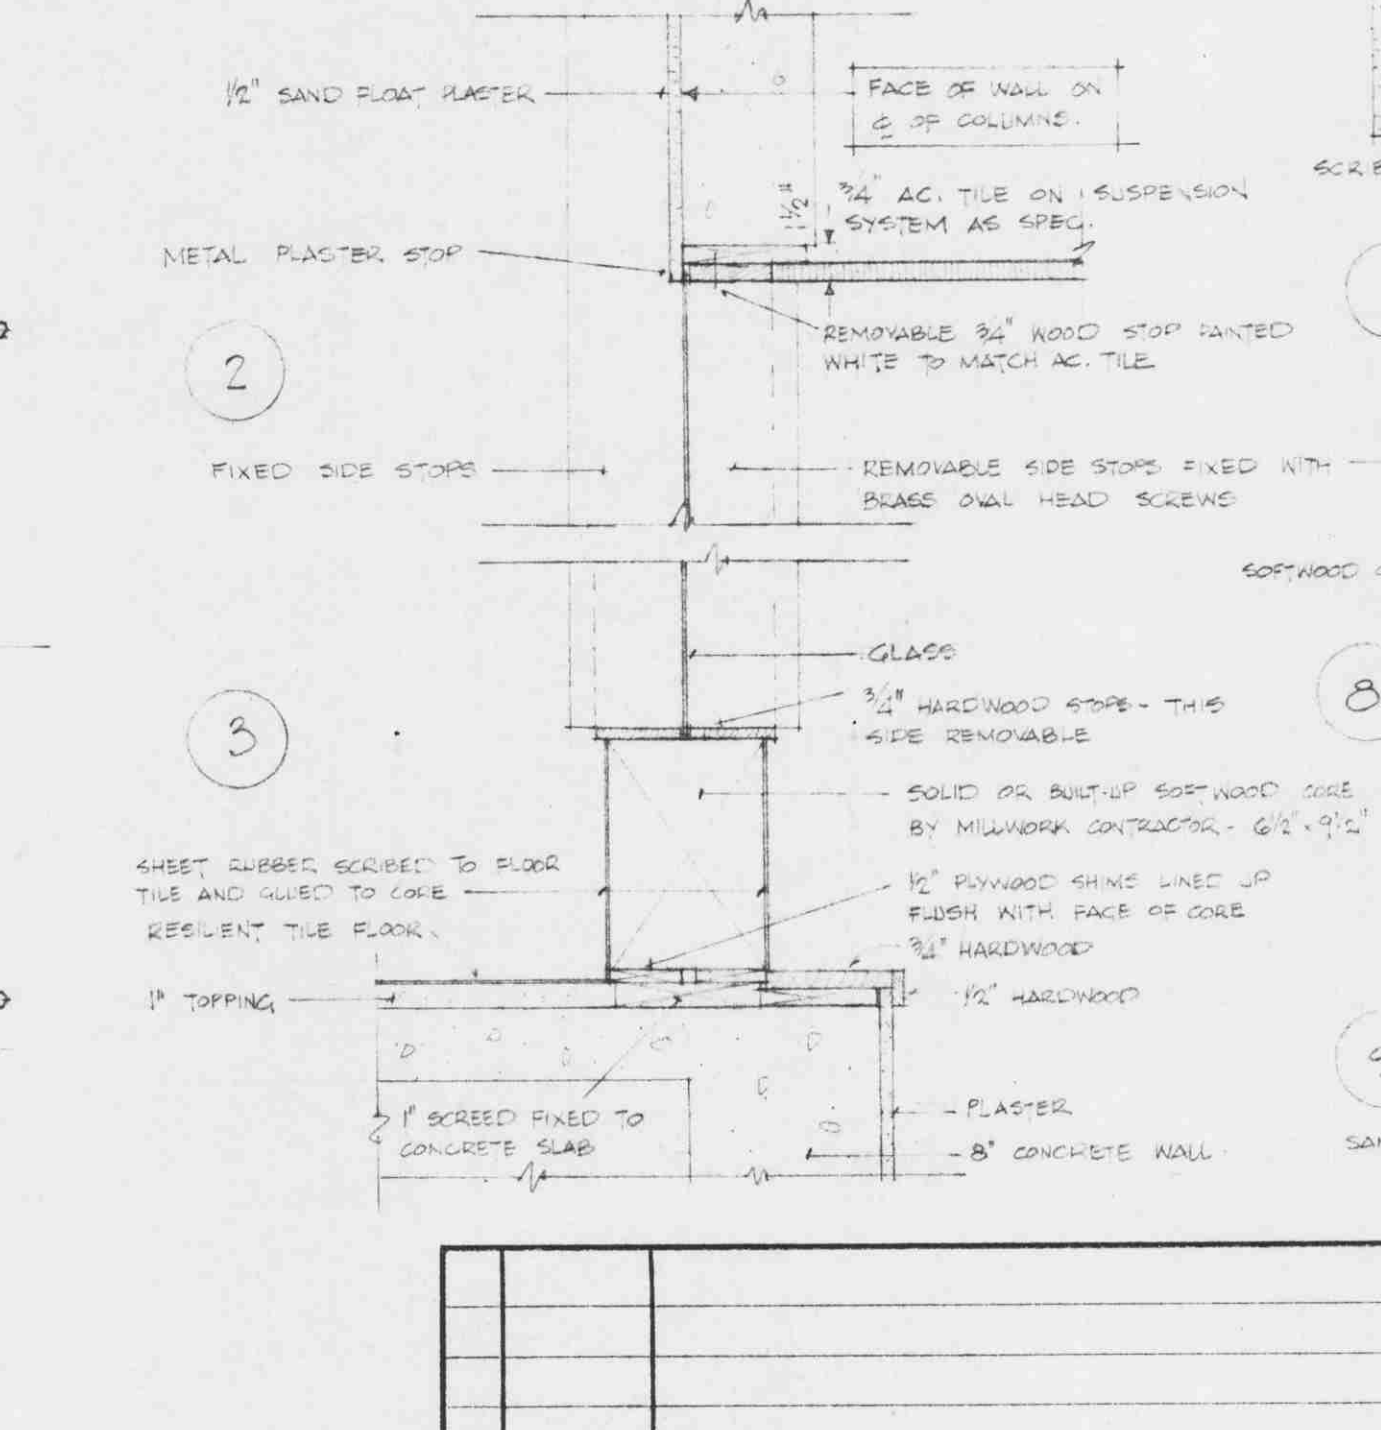 1/2" SAND FLOAT PLASTER
FACE OF WALL ON
℄ OF COLUMNS.
SCRIB
1 1/2"
3/4" AC. TILE ON SUSPENSION
SYSTEM AS SPEC.
METAL PLASTER STOP
REMOVABLE 3/4" WOOD STOP PAINTED
WHITE TO MATCH AC. TILE
2
FIXED SIDE STOPS
REMOVABLE SIDE STOPS FIXED WITH
BRASS OVAL HEAD SCREWS
SOFTWOOD
GLASS
3/4" HARDWOOD STOPS - THIS
SIDE REMOVABLE
8
3
SOLID OR BUILT-UP SOFTWOOD CORE
BY MILLWORK CONTRACTOR - 6 1/2" x 9 1/2"
SHEET RUBBER SCRIBED TO FLOOR
TILE AND GLUED TO CORE
1/2" PLYWOOD SHIMS LINED UP
FLUSH WITH FACE OF CORE
RESILIENT TILE FLOOR.
3/4" HARDWOOD
1" TOPPING
1/2" HARDWOOD
1" SCREED FIXED TO
CONCRETE SLAB
PLASTER
8" CONCRETE WALL
SAN